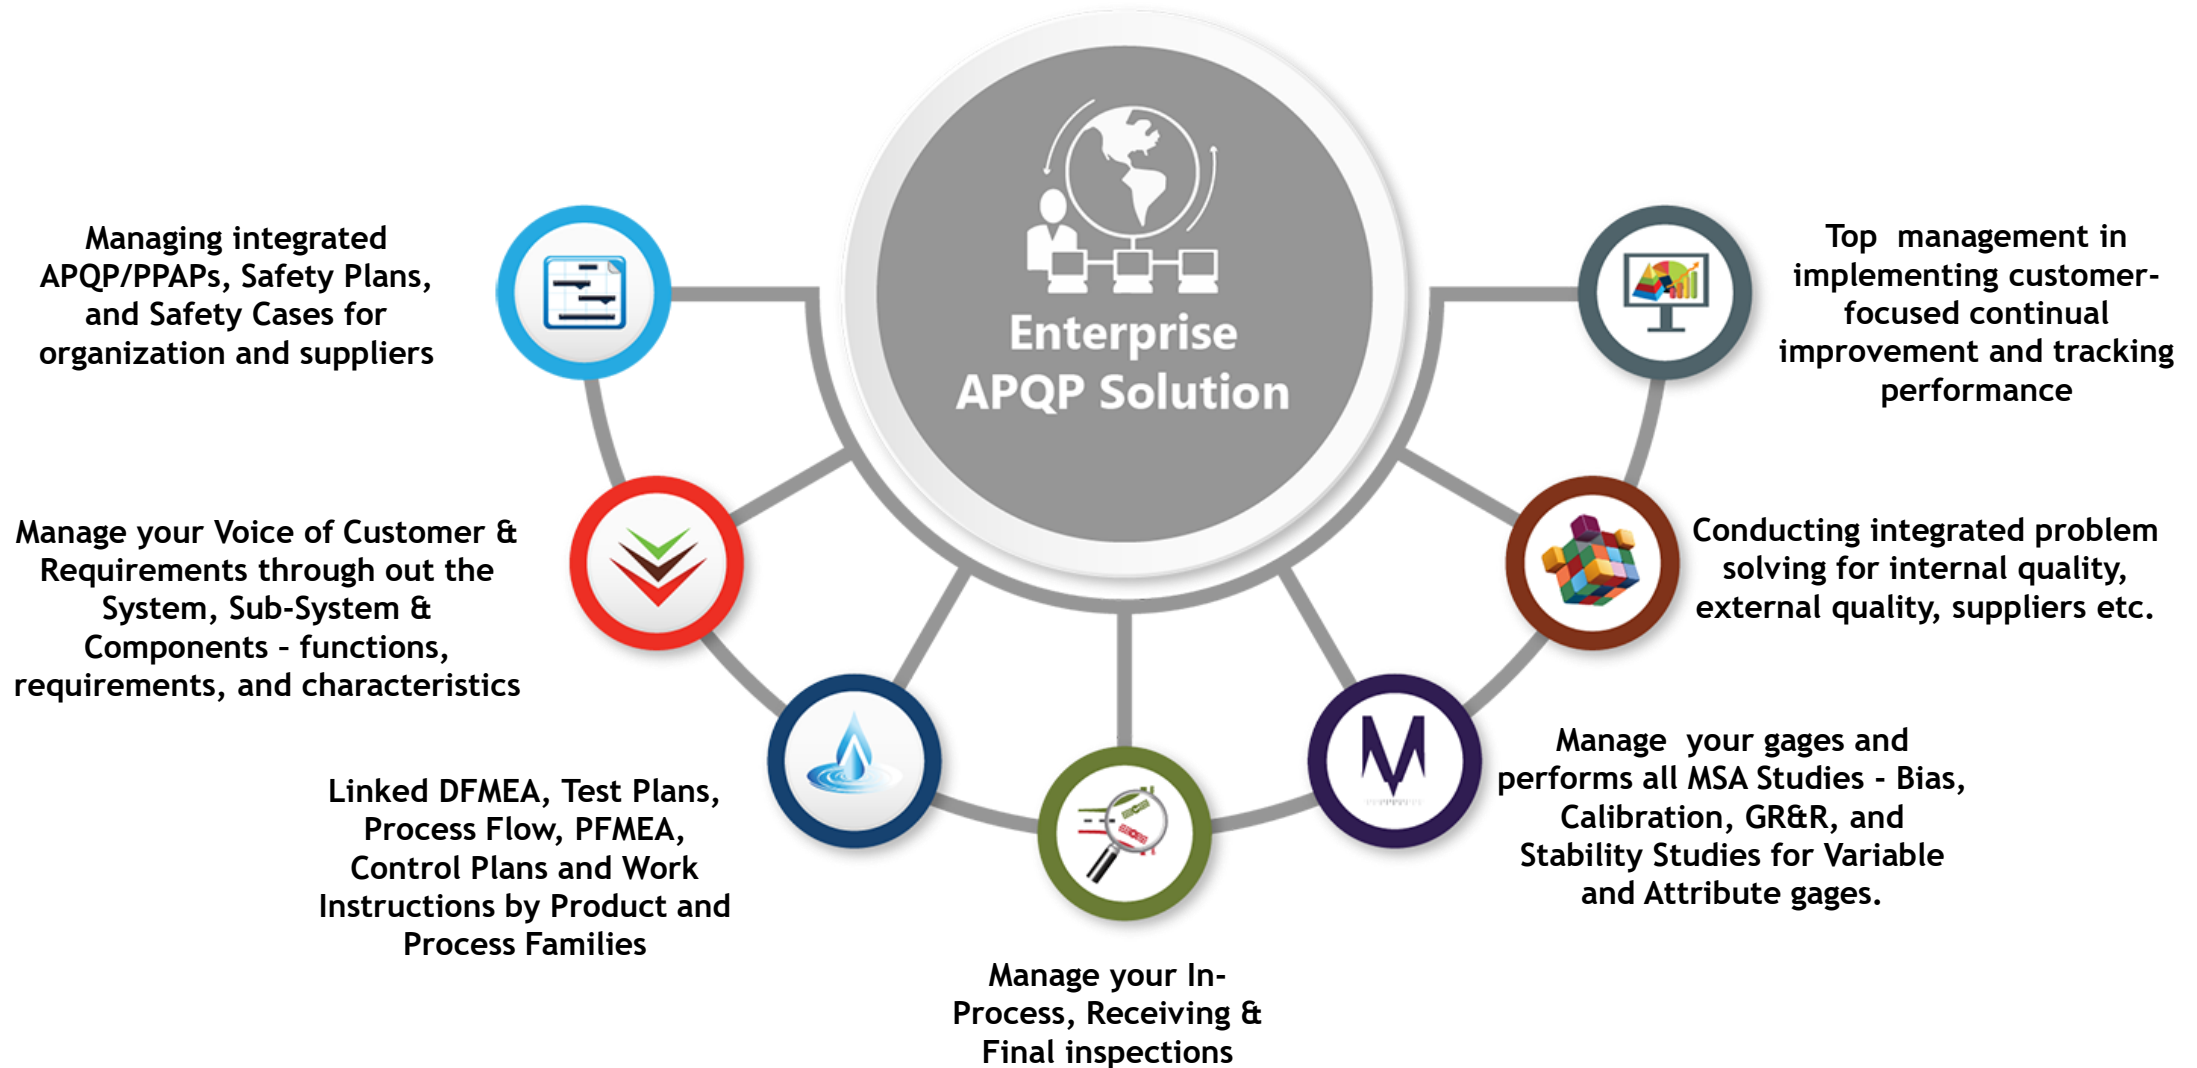 Enterprise
APQP Solution
Managing integrated
APQP/PPAPs, Safety Plans,
and Safety Cases for
organization and suppliers
Manage your Voice of Customer &
Requirements through out the
System, Sub-System &
Components – functions,
requirements, and characteristics
Linked DFMEA, Test Plans,
Process Flow, PFMEA,
Control Plans and Work
Instructions by Product and
Process Families
Manage your In-
Process, Receiving &
Final inspections
M
Manage  your gages and
performs all MSA Studies - Bias,
Calibration, GR&R, and
Stability Studies for Variable
and Attribute gages.
Conducting integrated problem
solving for internal quality,
external quality, suppliers etc.
Top  management in
implementing customer-
focused continual
improvement and tracking
performance